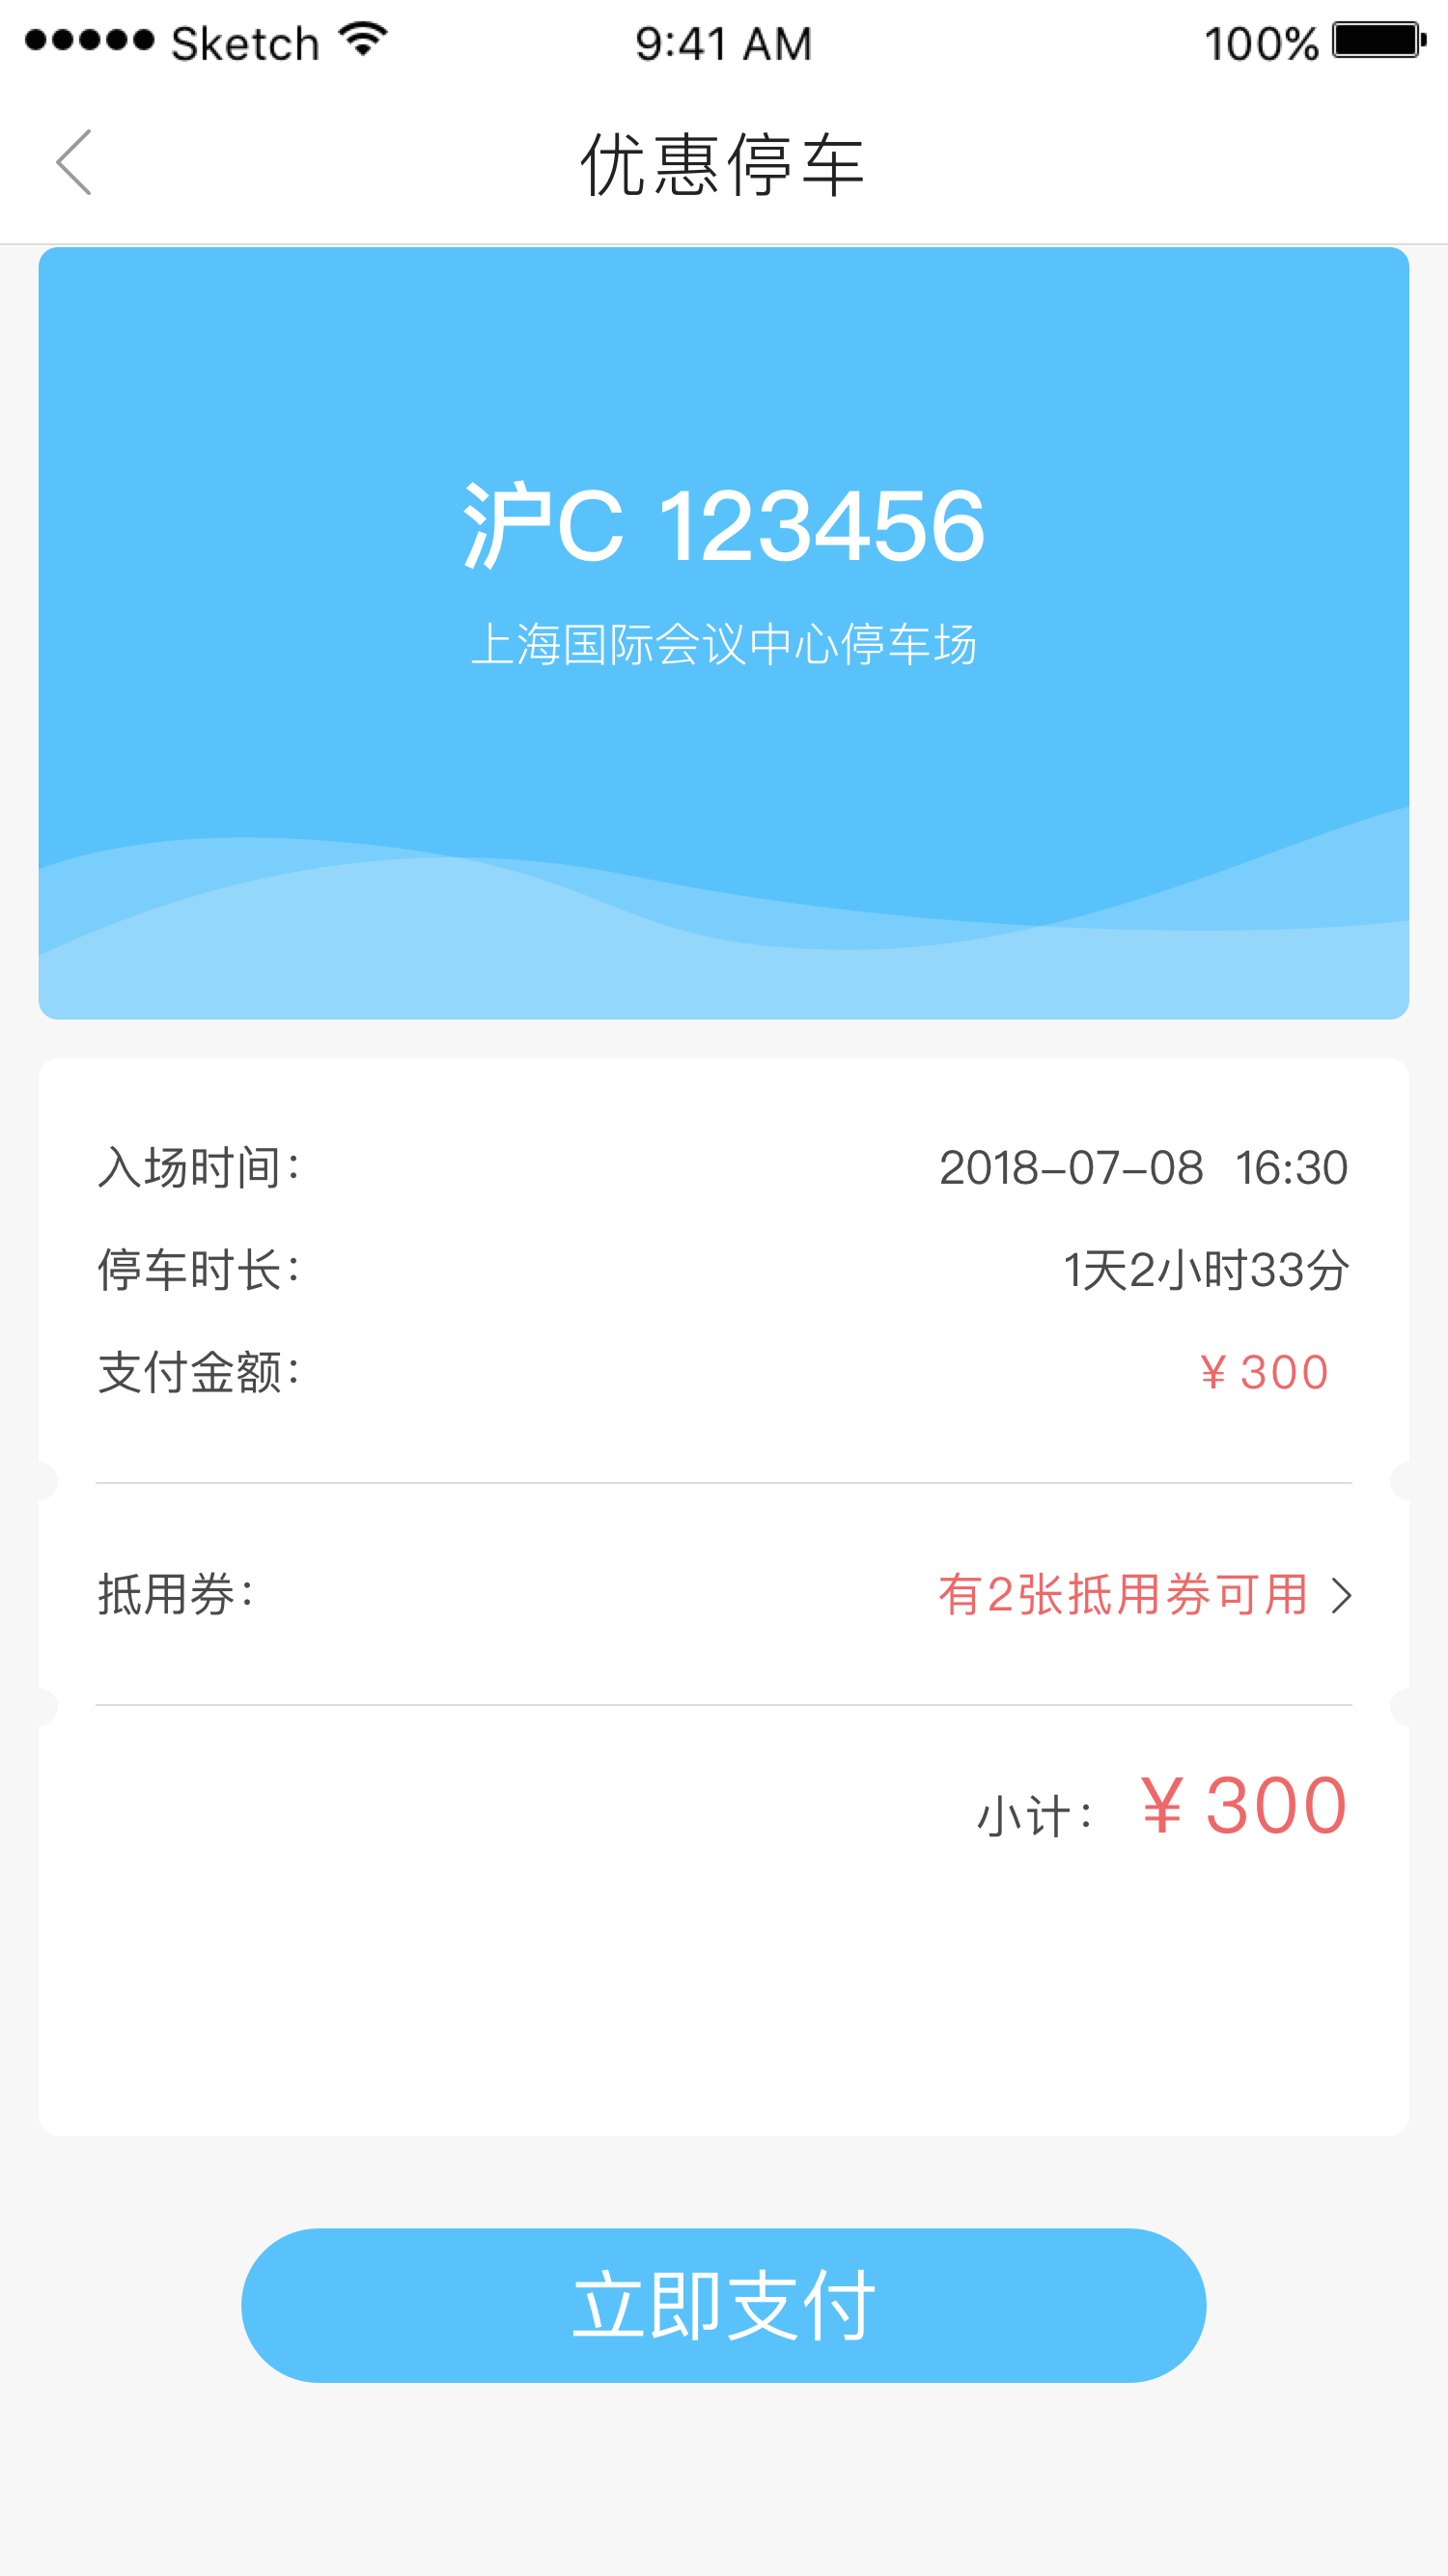 Sketch 9:41 AM 100%
优惠停车
沪C 123456
上海国际会议中心停车场
入场时间： 2018-07-08 16:30
停车时长： 1天2小时33分
支付金额： ¥300
抵用券： 有2张抵用券可用
小计： ¥300
立即支付